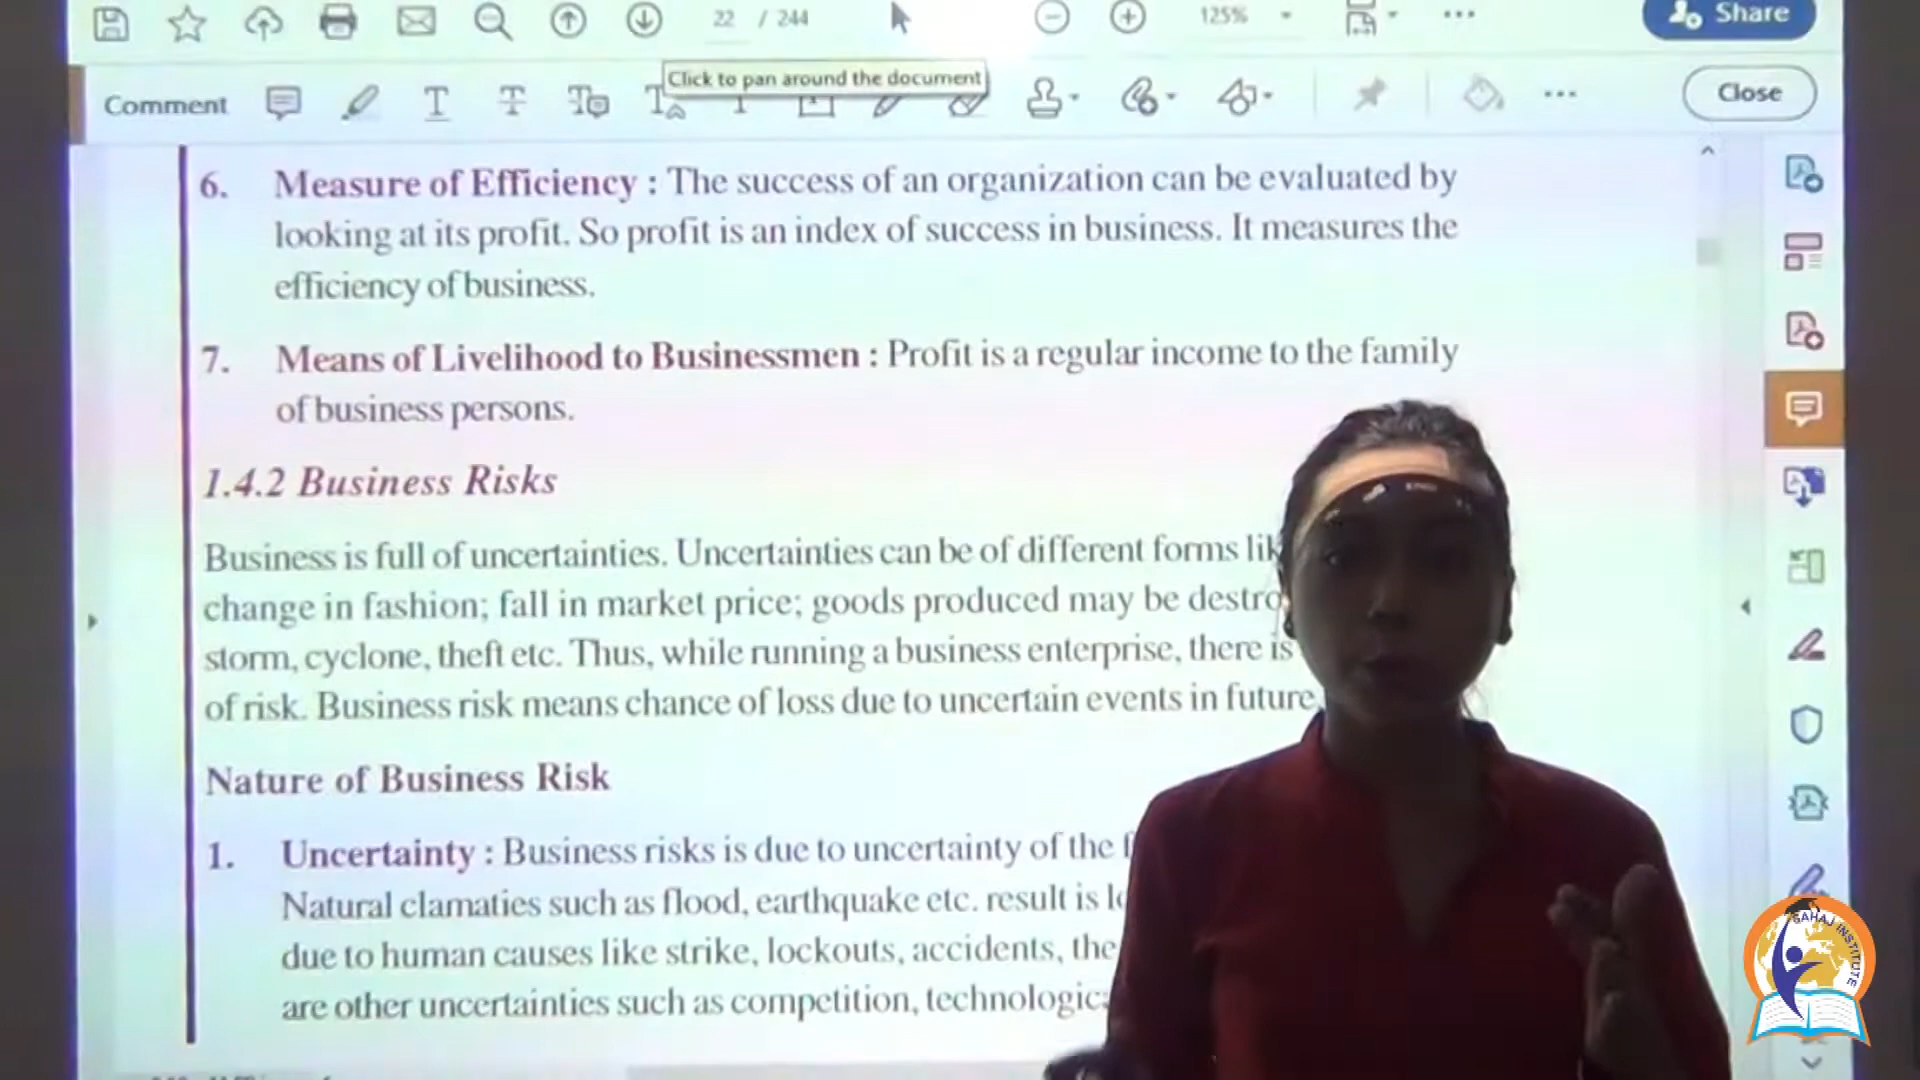 22 / 244
125%
Share
Click to pan around the document
Comment
Close
6. Measure of Efficiency : The success of an organization can be evaluated by
looking at its profit. So profit is an index of success in business. It measures the
efficiency of business.
7. Means of Livelihood to Businessmen : Profit is a regular income to the family
of business persons.
1.4.2 Business Risks
Business is full of uncertainties. Uncertainties can be of different forms
change in fashion; fall in market price; goods produced may be
storm, cyclone, theft etc. Thus, while running a business enterprise, there is
of risk. Business risk means chance of loss due to uncertain events in future
Nature of Business Risk
1. Uncertainty : Business risks is due to uncertainty of the
Natural clamaties such as flood, earthquake etc. result is
due to human causes like strike, lockouts, accidents,
are other uncertainties such as competition,
SAHAJ INSTITUTE